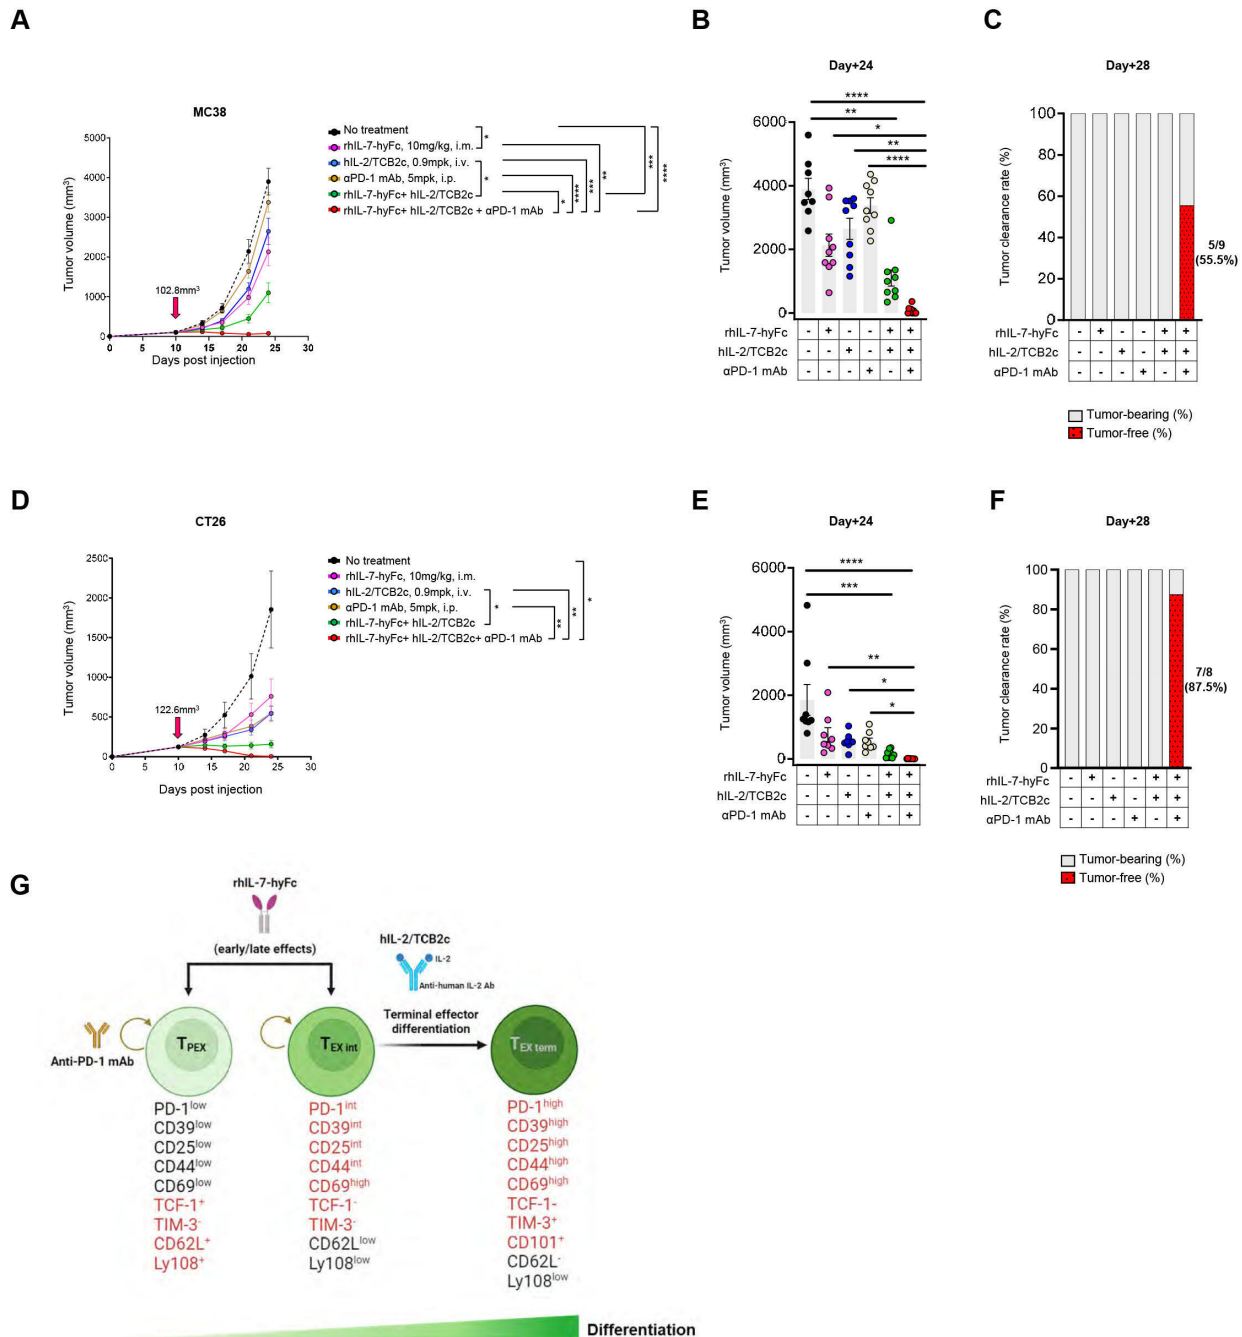 A
MC38
Tumor volume (mm³)
5000
4000
3000
2000
1000
0
102.8mm³
0 5 10 15 20 25 30
Days post injection
No treatment
rhIL-7-hyFc, 10mg/kg, i.m.
hIL-2/TCB2c, 0.9mpk, i.v.
αPD-1 mAb, 5mpk, i.p.
rhIL-7-hyFc+ hIL-2/TCB2c
rhIL-7-hyFc+ hIL-2/TCB2c + αPD-1 mAb
* * * **** *** ** *** ****
B
Day+24
**** 
**
*
**
****
Tumor volume (mm³)
6000
4000
2000
0
rhIL-7-hyFc - + - - + +
hIL-2/TCB2c - - + - + +
αPD-1 mAb - - - + - +
C
Day+28
Tumor clearance rate (%)
100
80
60
40
20
0
5/9
(55.5%)
rhIL-7-hyFc - + - - + +
hIL-2/TCB2c - - + - + +
αPD-1 mAb - - - + - +
Tumor-bearing (%)
Tumor-free (%)
D
CT26
Tumor volume (mm³)
2500
2000
1500
1000
500
0
122.6mm³
0 5 10 15 20 25 30
Days post injection
No treatment
rhIL-7-hyFc, 10mg/kg, i.m.
hIL-2/TCB2c, 0.9mpk, i.v.
αPD-1 mAb, 5mpk, i.p.
rhIL-7-hyFc+ hIL-2/TCB2c
rhIL-7-hyFc+ hIL-2/TCB2c+ αPD-1 mAb
* ** ** *
E
Day+24
****
***
**
*
*
Tumor volume (mm³)
6000
4000
2000
0
rhIL-7-hyFc - + - - + +
hIL-2/TCB2c - - + - + +
αPD-1 mAb - - - + - +
F
Day+28
Tumor clearance rate (%)
100
80
60
40
20
0
7/8
(87.5%)
rhIL-7-hyFc - + - - + +
hIL-2/TCB2c - - + - + +
αPD-1 mAb - - - + - +
Tumor-bearing (%)
Tumor-free (%)
G
rhIL-7-hyFc
(early/late effects)
hIL-2/TCB2c
IL-2
Anti-human IL-2 Ab
Terminal effector
differentiation
Anti-PD-1 mAb
T PEX
T EX int
T EX term
PD-1low
CD39low
CD25low
CD44low
CD69low
TCF-1+
TIM-3-
CD62L+
Ly108+
PD-1int
CD39int
CD25int
CD44int
CD69high
TCF-1-
TIM-3-
CD62Llow
Ly108low
PD-1high
CD39high
CD25high
CD44high
CD69high
TCF-1-
TIM-3+
CD101+
CD62L-
Ly108low
Differentiation